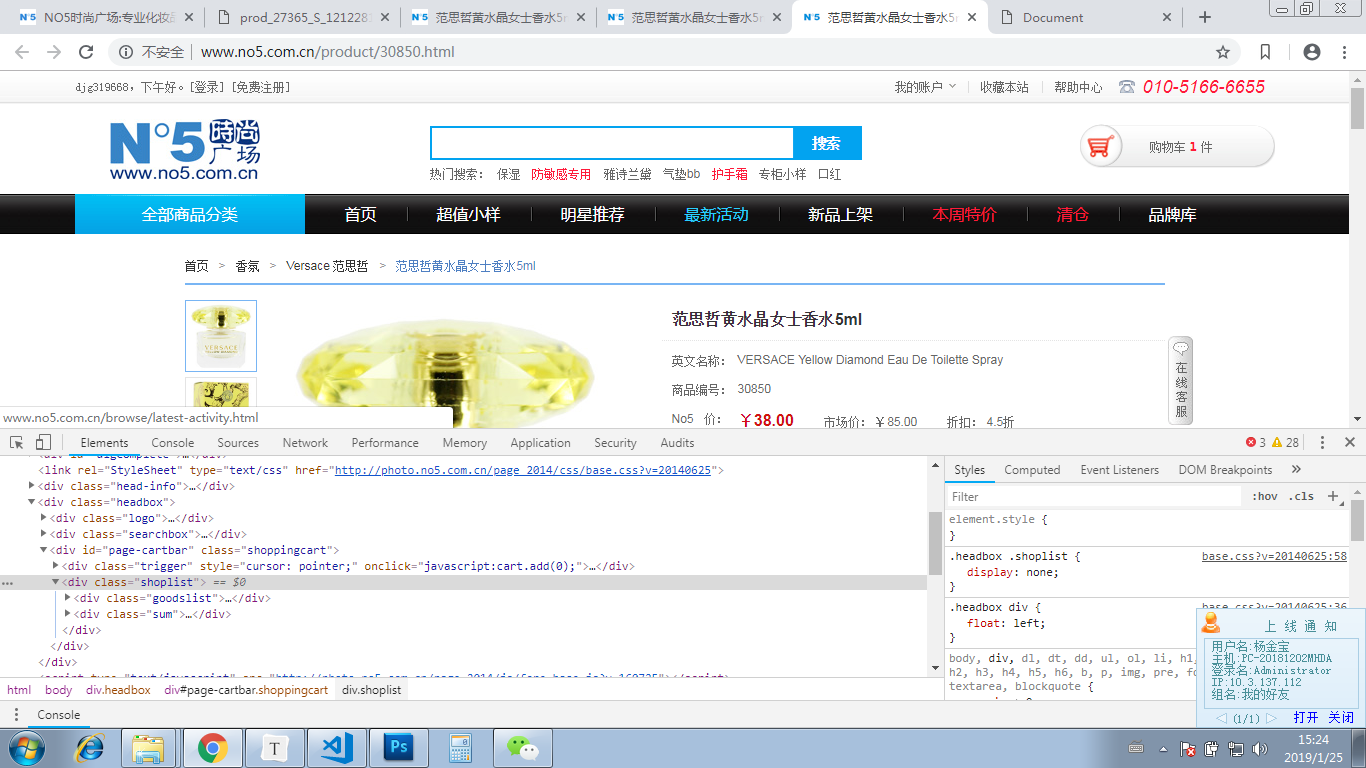 NO5时尚广场:专业化妆品
prod_27365_S_121228
范思哲黄水晶女士香水5m
范思哲黄水晶女士香水5m
范思哲黄水晶女士香水5m
Document
不安全 | www.no5.com.cn/product/30850.html
djg319668，下午好。[登录] [免费注册]
我的账户
收藏本站
帮助中心
010-5166-6655
N°5 時尚广场
www.no5.com.cn
搜索
热门搜索： 保湿 防敏感专用 雅诗兰黛 气垫bb 护手霜 专柜小样 口红
购物车 1 件
全部商品分类 首页 超值小样 明星推荐 最新活动 新品上架 本周特价 清仓 品牌库
首页 > 香氛 > Versace 范思哲 > 范思哲黄水晶女士香水5ml
VERSACE
范思哲黄水晶女士香水5ml
英文名称： VERSACE Yellow Diamond Eau De Toilette Spray
商品编号： 30850
No5 价： ￥38.00 市场价：￥85.00 折扣： 4.5折
在线客服
www.no5.com.cn/browse/latest-activity.html
Elements Console Sources Network Performance Memory Application Security Audits 3 28
<link rel="StyleSheet" type="text/css" href="http://photo.no5.com.cn/page_2014/css/base.css?v=20140625">
<div class="head-info">…</div>
<div class="headbox">
<div class="logo">…</div>
<div class="searchbox">…</div>
<div id="page-cartbar" class="shoppingcart">
<div class="trigger" style="cursor: pointer;" onclick="javascript:cart.add(0);">…</div>
… <div class="shoplist"> == $0
<div class="goodslist">…</div>
<div class="sum">…</div>
</div>
</div>
</div>
html body div.headbox div#page-cartbar.shoppingcart div.shoplist
Console
Styles Computed Event Listeners DOM Breakpoints »
Filter :hov .cls +
element.style {
}
.headbox .shoplist { base.css?v=20140625:58
display: none;
}
.headbox div { base.css?v=20140625:36
float: left;
}
body, div, dl, dt, dd, ul, ol, li, h1,
h2, h3, h4, h5, h6, b, p, img, pre,
textarea, blockquote {
上线通知
用户名:杨金宝
主机:PC-20181202MHDA
登录名:Administrator
IP:10.3.137.112
组名:我的好友
(1/1) 打开 关闭
T
Ps
15:24
2019/1/25